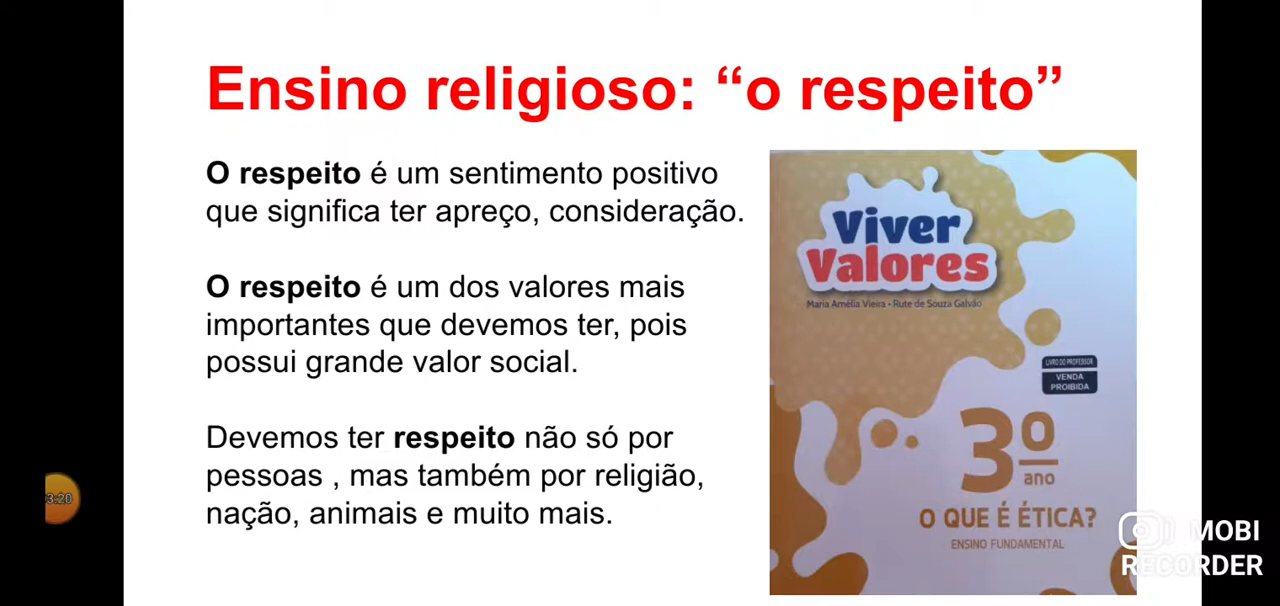 Ensino religioso: “o respeito”
O respeito é um sentimento positivo
que significa ter apreço, consideração.
O respeito é um dos valores mais
importantes que devemos ter, pois
possui grande valor social.
Devemos ter respeito não só por
pessoas , mas também por religião,
nação, animais e muito mais.
Viver
Valores
Maria Amélia Vieira • Rute de Souza Galvão
LIVRO DO PROFESSOR
VENDA
PROIBIDA
3º
ano
O QUE É ÉTICA?
ENSINO FUNDAMENTAL
03:20
MOBI
RECORDER